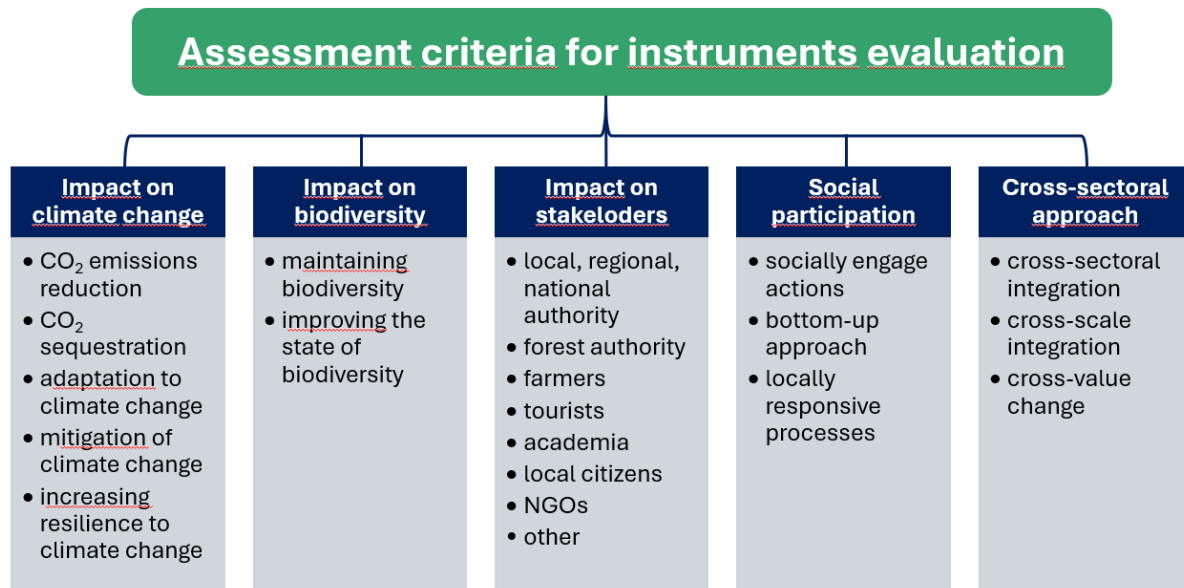 Assessment criteria for instruments evaluation
Impact on
climate change
• CO₂ emissions
reduction
• CO₂
sequestration
• adaptation to
climate change
• mitigation of
climate change
• increasing
resilience to
climate change
Impact on
biodiversity
• maintaining
biodiversity
• improving the
state of
biodiversity
Impact on
stakeloders
• local, regional,
national
authority
• forest authority
• farmers
• tourists
• academia
• local citizens
• NGOs
• other
Social
participation
• socially engage
actions
• bottom-up
approach
• locally
responsive
processes
Cross-sectoral
approach
• cross-sectoral
integration
• cross-scale
integration
• cross-value
change